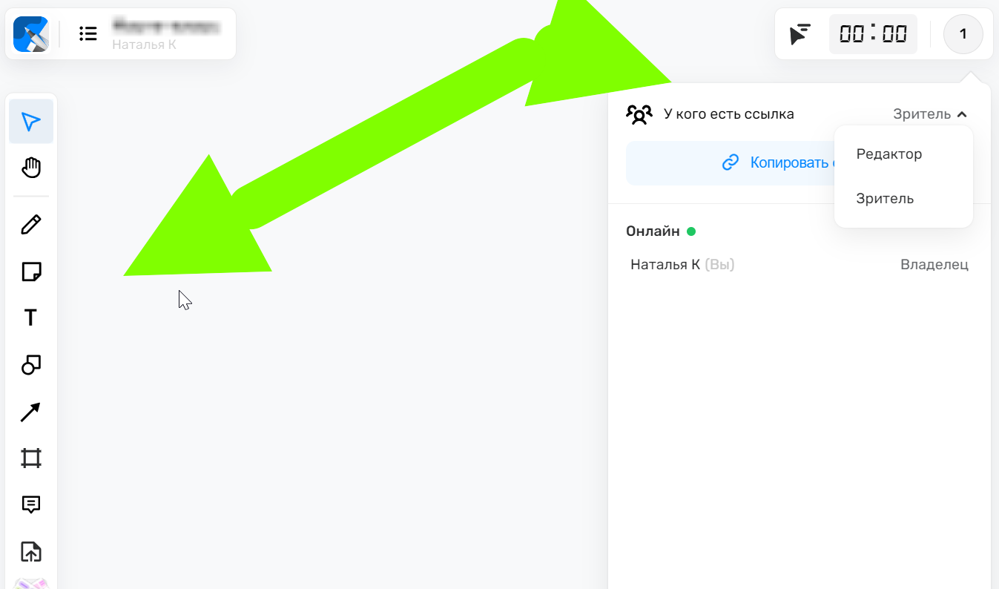 Наталья К
00:00
1
У кого есть ссылка
Зритель
Копировать
Редактор
Зритель
Онлайн
Наталья К (Вы)
Владелец
T